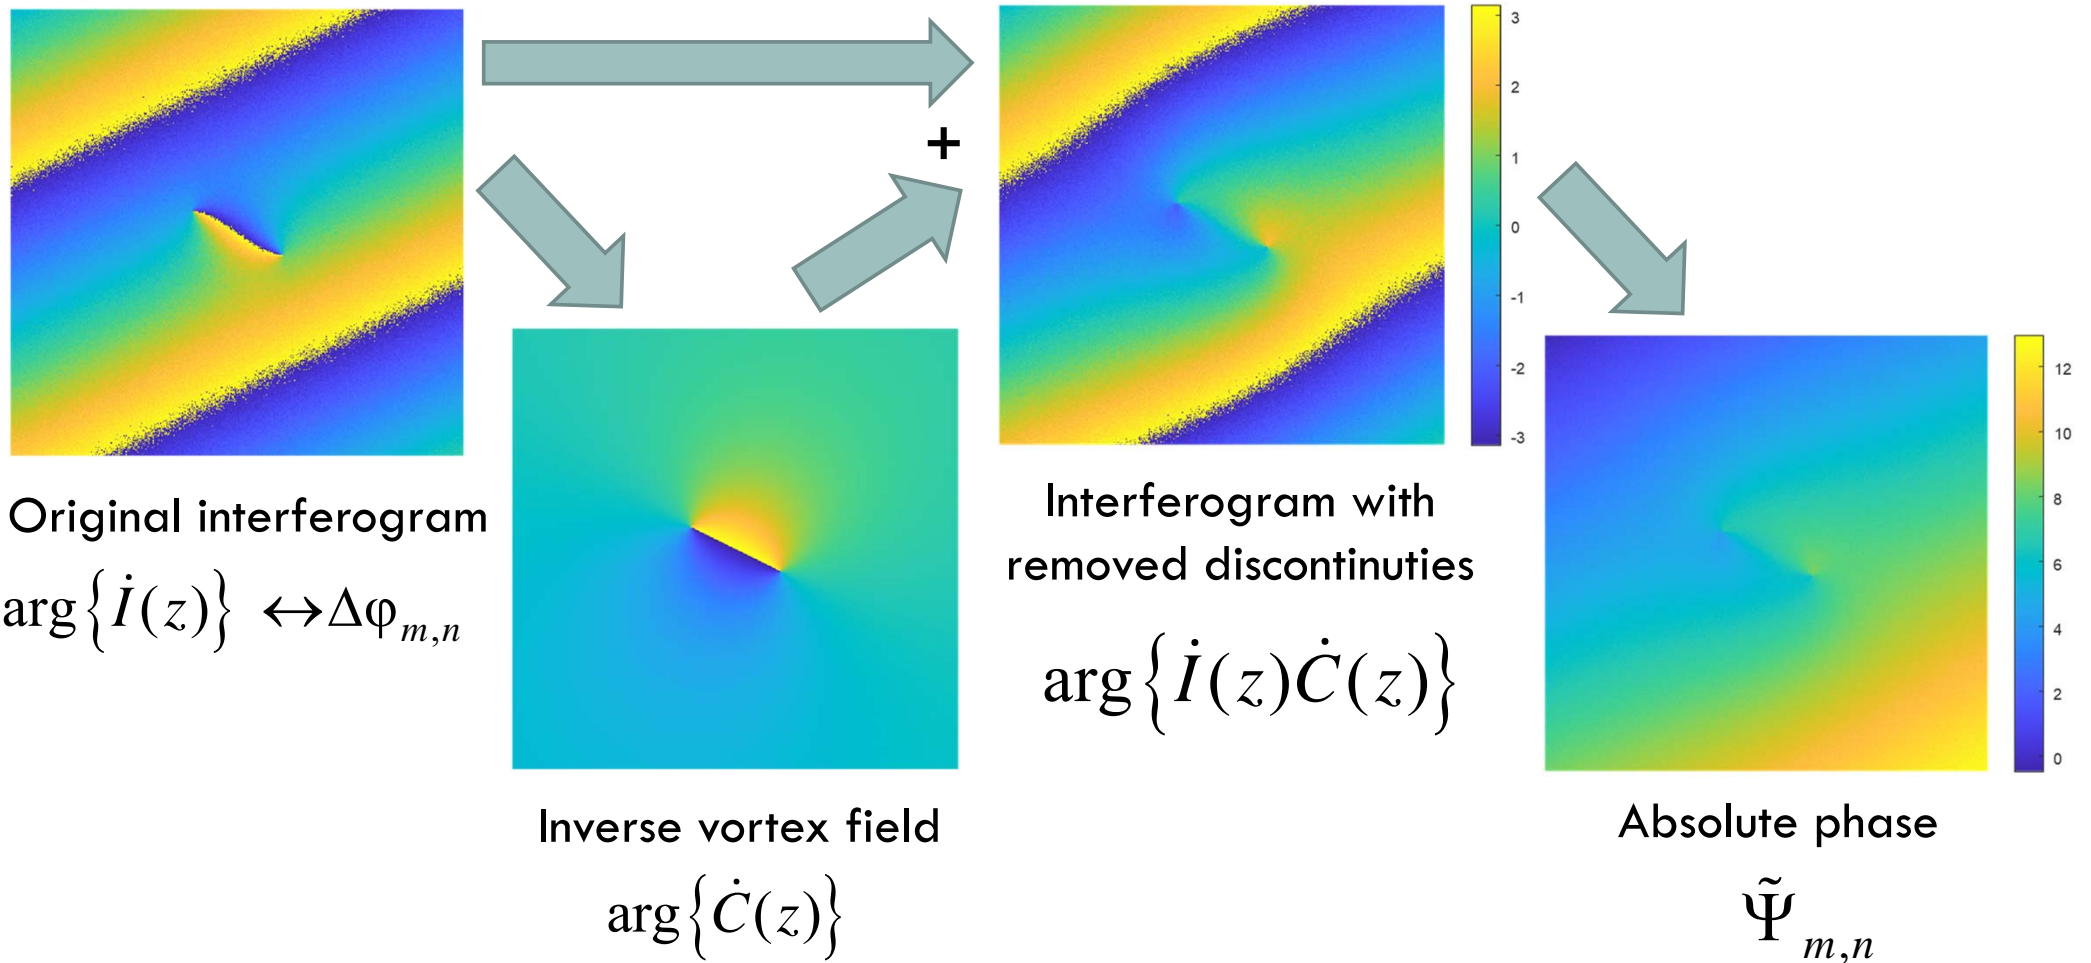 +
3
2
1
0
-1
-2
-3
Original interferogram
arg{İ(z)} ↔Δφm,n
Inverse vortex field
arg{Ċ(z)}
Interferogram with
removed discontinuties
arg{İ(z)Ċ(z)}
12
10
8
6
4
2
0
Absolute phase
Ψ̃m,n